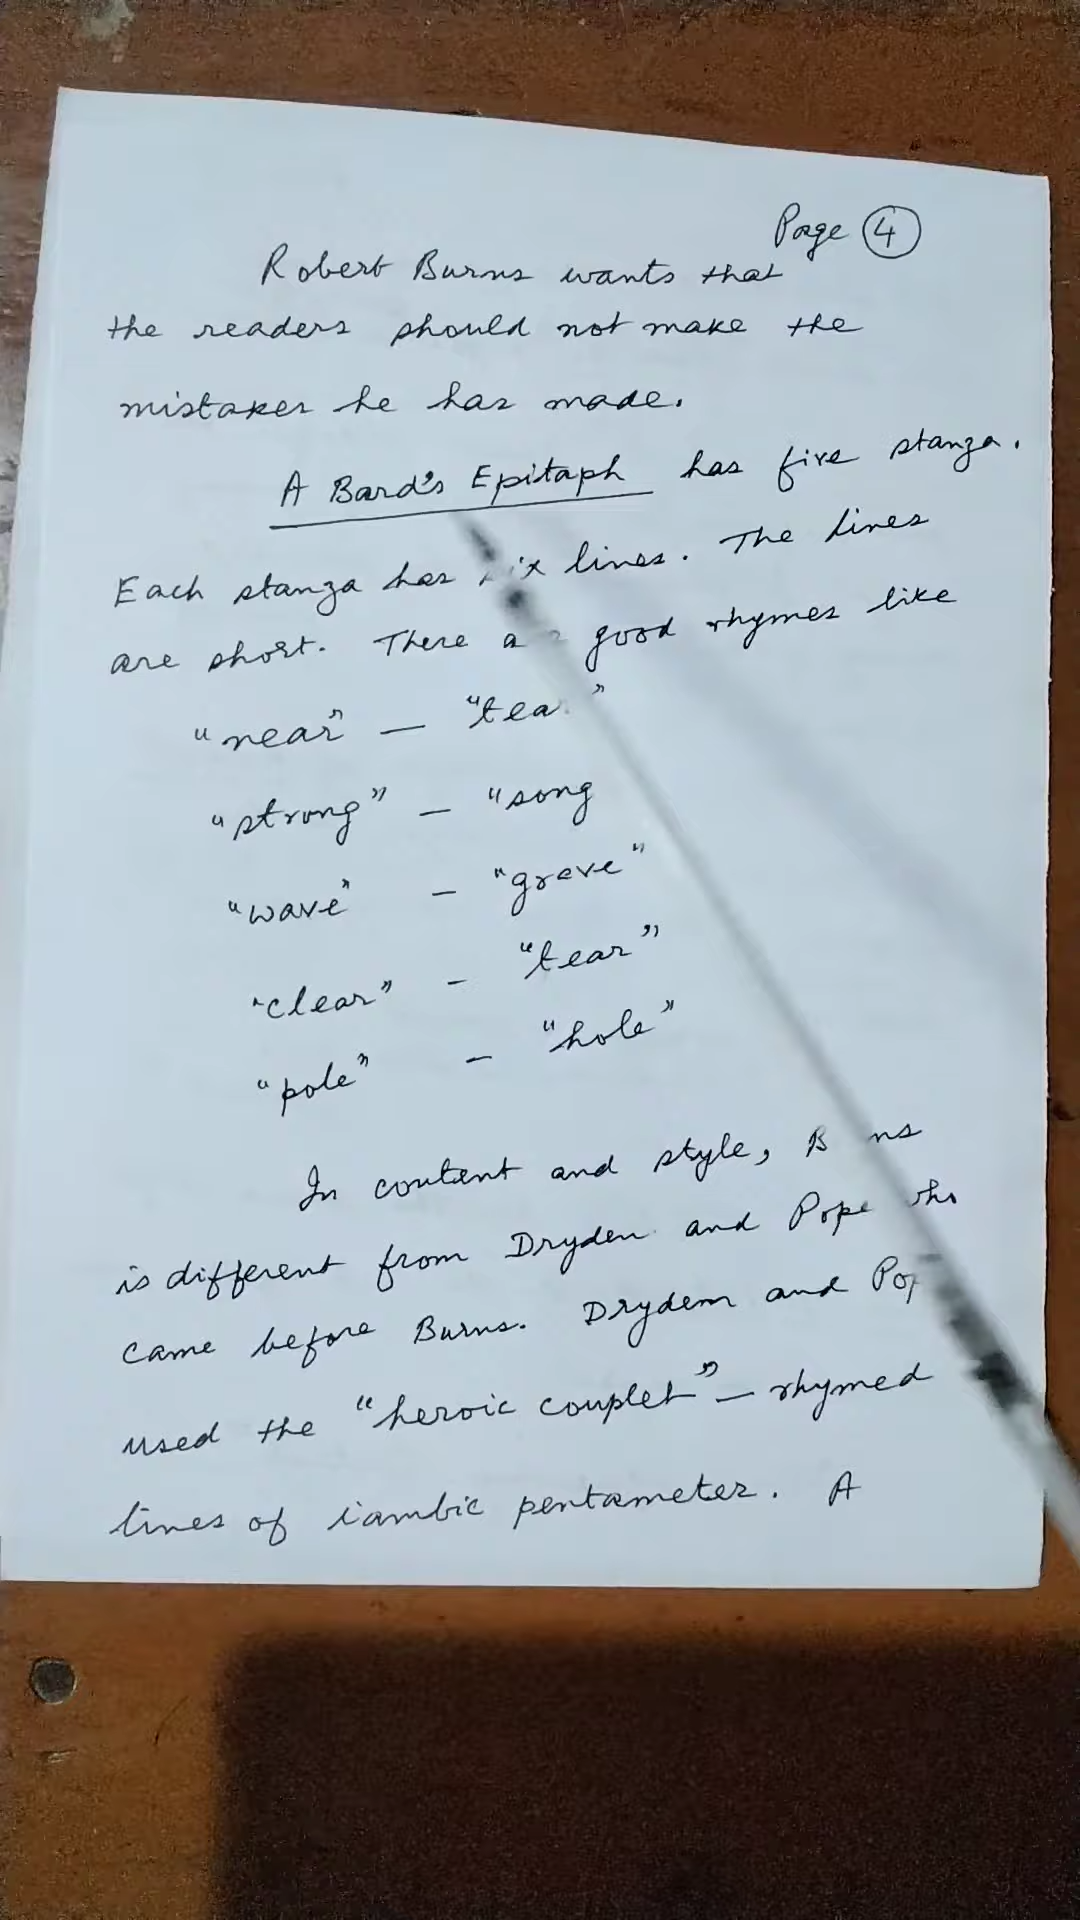 Page 4
Robert Burns wants that
the readers should not make the
mistakes he has made.
A Bard's Epitaph has five stanza.
Each stanza has lines. The lines
are short. There good rhymes like
"near" — "tear"
"strong" — "song
"wave" — "grave"
"clear" — "tear"
"pole" — "hole"
In content and style,
is different from Dryden and Pope who
came before Burns. Drydem and
used the "heroic couplet" — rhymed
lines of iambic pentameter. A